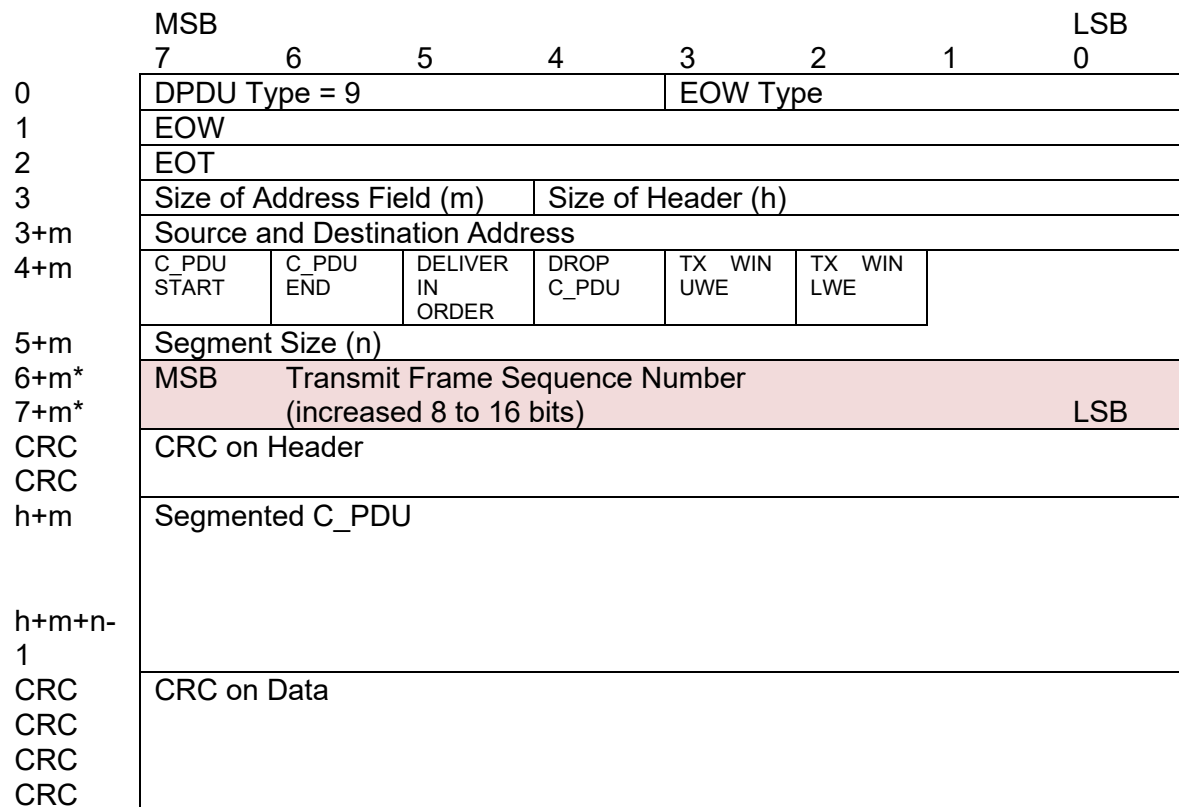 MSB LSB
7 6 5 4 3 2 1 0
0 DPDU Type = 9 EOW Type
1 EOW
2 EOT
3 Size of Address Field (m) Size of Header (h)
3+m Source and Destination Address
4+m C_PDU C_PDU DELIVER DROP TX WIN TX WIN
START END IN C_PDU UWE LWE
ORDER
5+m Segment Size (n)
6+m* MSB Transmit Frame Sequence Number
7+m* (increased 8 to 16 bits) LSB
CRC CRC on Header
CRC
h+m Segmented C_PDU
h+m+n-
1
CRC CRC on Data
CRC
CRC
CRC